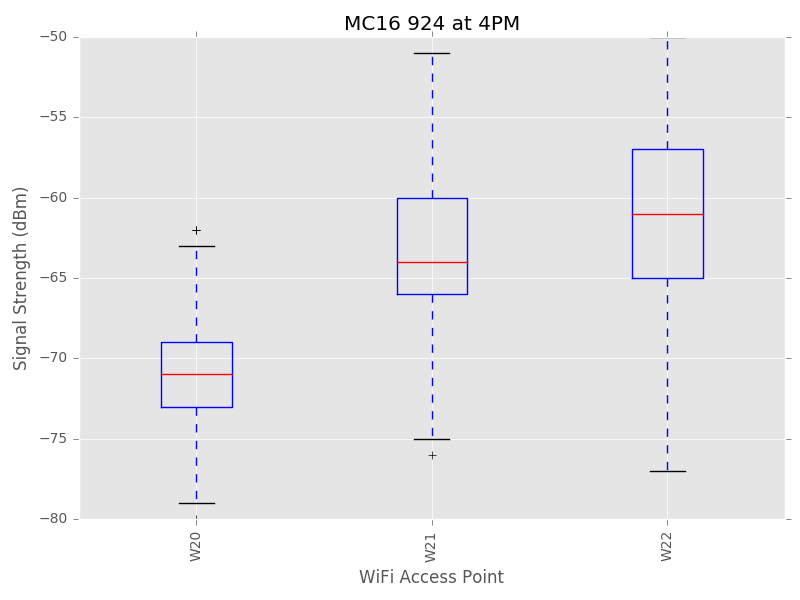 MC16 924 at 4PM
−50
−55
−60
−65
−70
−75
−80
Signal Strength (dBm)
W20
W21
W22
WiFi Access Point